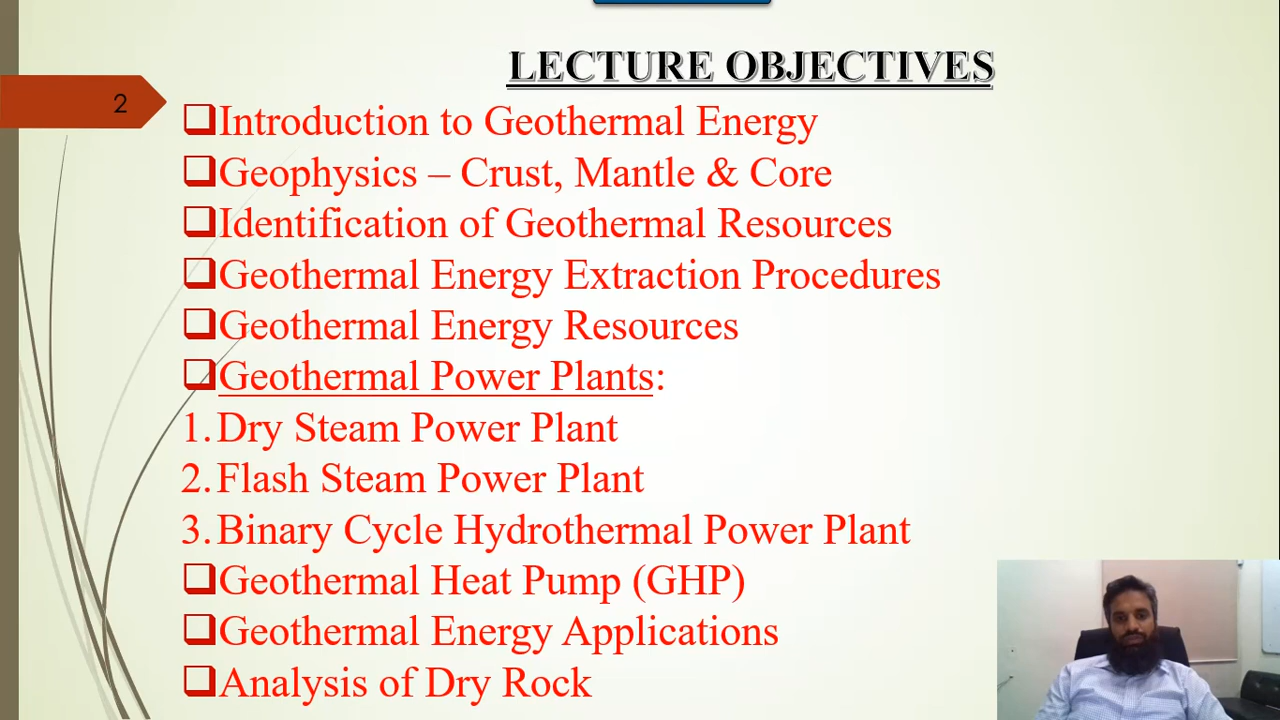 LECTURE OBJECTIVES
2
Introduction to Geothermal Energy
Geophysics – Crust, Mantle & Core
Identification of Geothermal Resources
Geothermal Energy Extraction Procedures
Geothermal Energy Resources
Geothermal Power Plants:
1. Dry Steam Power Plant
2. Flash Steam Power Plant
3. Binary Cycle Hydrothermal Power Plant
Geothermal Heat Pump (GHP)
Geothermal Energy Applications
Analysis of Dry Rock